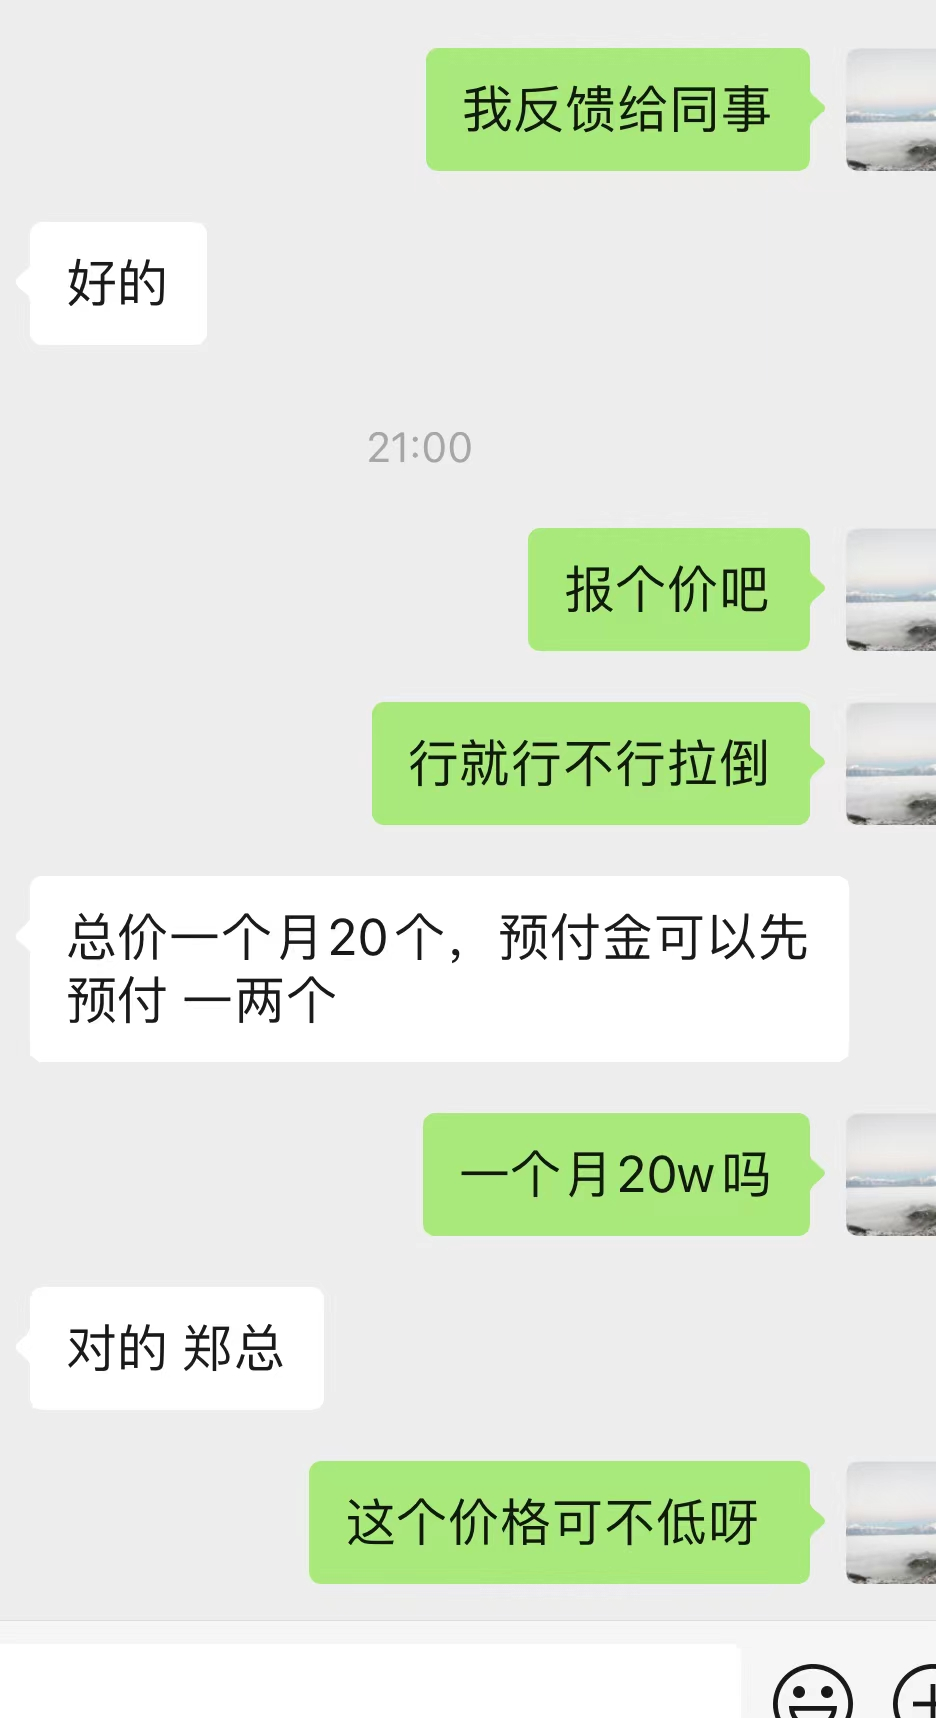 我反馈给同事
好的
21:00
报个价吧
行就行不行拉倒
总价一个月20个，预付金可以先
预付 一两个
一个月20w吗
对的 郑总
这个价格可不低呀